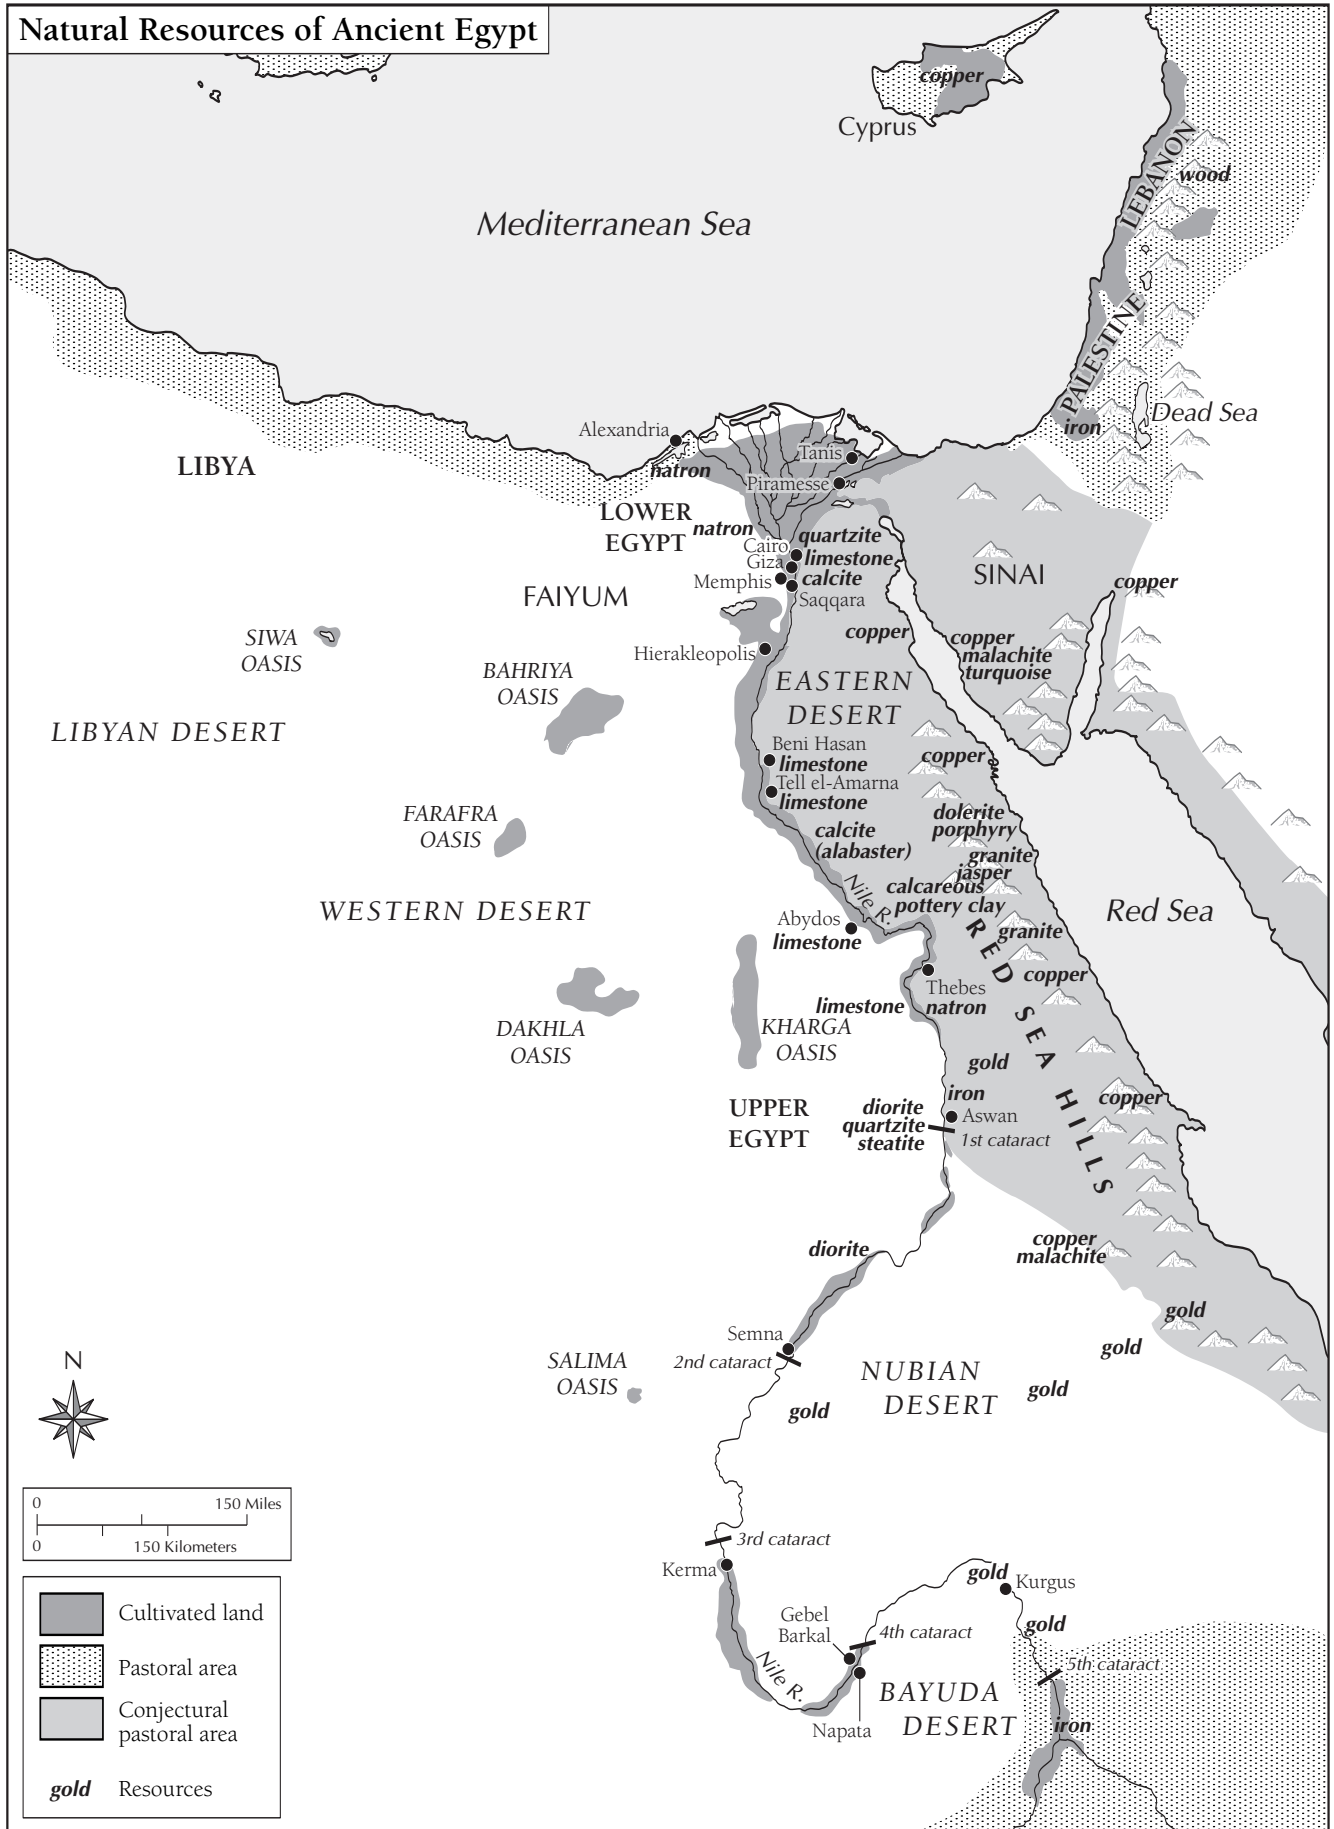 Natural Resources of Ancient Egypt
copper
Cyprus
LEBANON
wood
Mediterranean Sea
PALESTINE
Dead Sea
iron
Alexandria
LIBYA
natron
Tanis
Piramesse
LOWER
EGYPT
natron
quartzite
Cairo
limestone
Giza
calcite
Memphis
Saqqara
SINAI
copper
FAIYUM
copper
copper
malachite
turquoise
SIWA
OASIS
Hierakleopolis
BAHRIYA
OASIS
EASTERN
DESERT
LIBYAN DESERT
Beni Hasan
limestone
copper
Tell el-Amarna
limestone
FARAFRA
OASIS
dolerite
porphyry
calcite
(alabaster)
granite
jasper
Nile R.
calcareous
pottery clay
WESTERN DESERT
Red Sea
Abydos
limestone
granite
RED SEA HILLS
copper
Thebes
limestone
natron
DAKHLA
OASIS
KHARGA
OASIS
gold
iron
copper
UPPER
EGYPT
diorite
quartzite
steatite
Aswan
1st cataract
diorite
copper
malachite
gold
Semna
2nd cataract
gold
SALIMA
OASIS
NUBIAN
DESERT
gold
gold
N
0
150 Miles
0
150 Kilometers
3rd cataract
Kerma
gold
Kurgus
Gebel
Barkal
gold
4th cataract
5th cataract
Nile R.
BAYUDA
DESERT
Napata
iron
Cultivated land
Pastoral area
Conjectural
pastoral area
gold
Resources